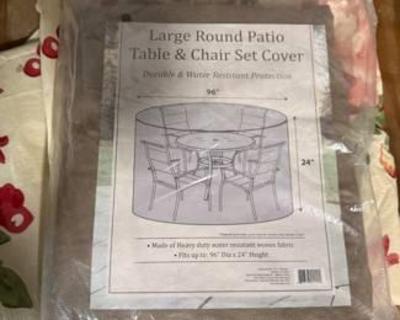 Large Round Patio
Table & Chair Set Cover
Durable & Water Resistant Protection
96"
24"
• Made of Heavy duty water resistant woven fabric
• Fits up to: 96" Dia x 24" Height